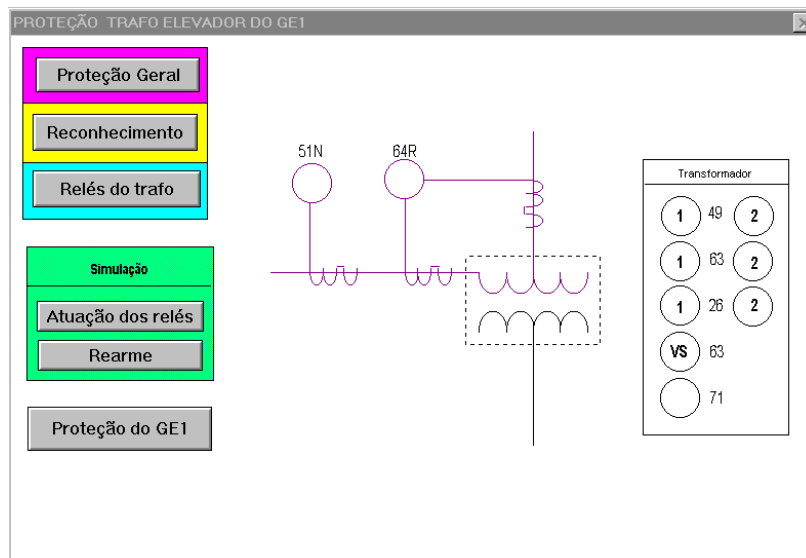 PROTEÇÃO TRAFO ELEVADOR DO GE1
Proteção Geral
Reconhecimento
Relés do trafo
Simulação
Atuação dos relés
Rearme
Proteção do GE1
51N
64R
Transformador
1 49 2
1 63 2
1 26 2
VS 63
71